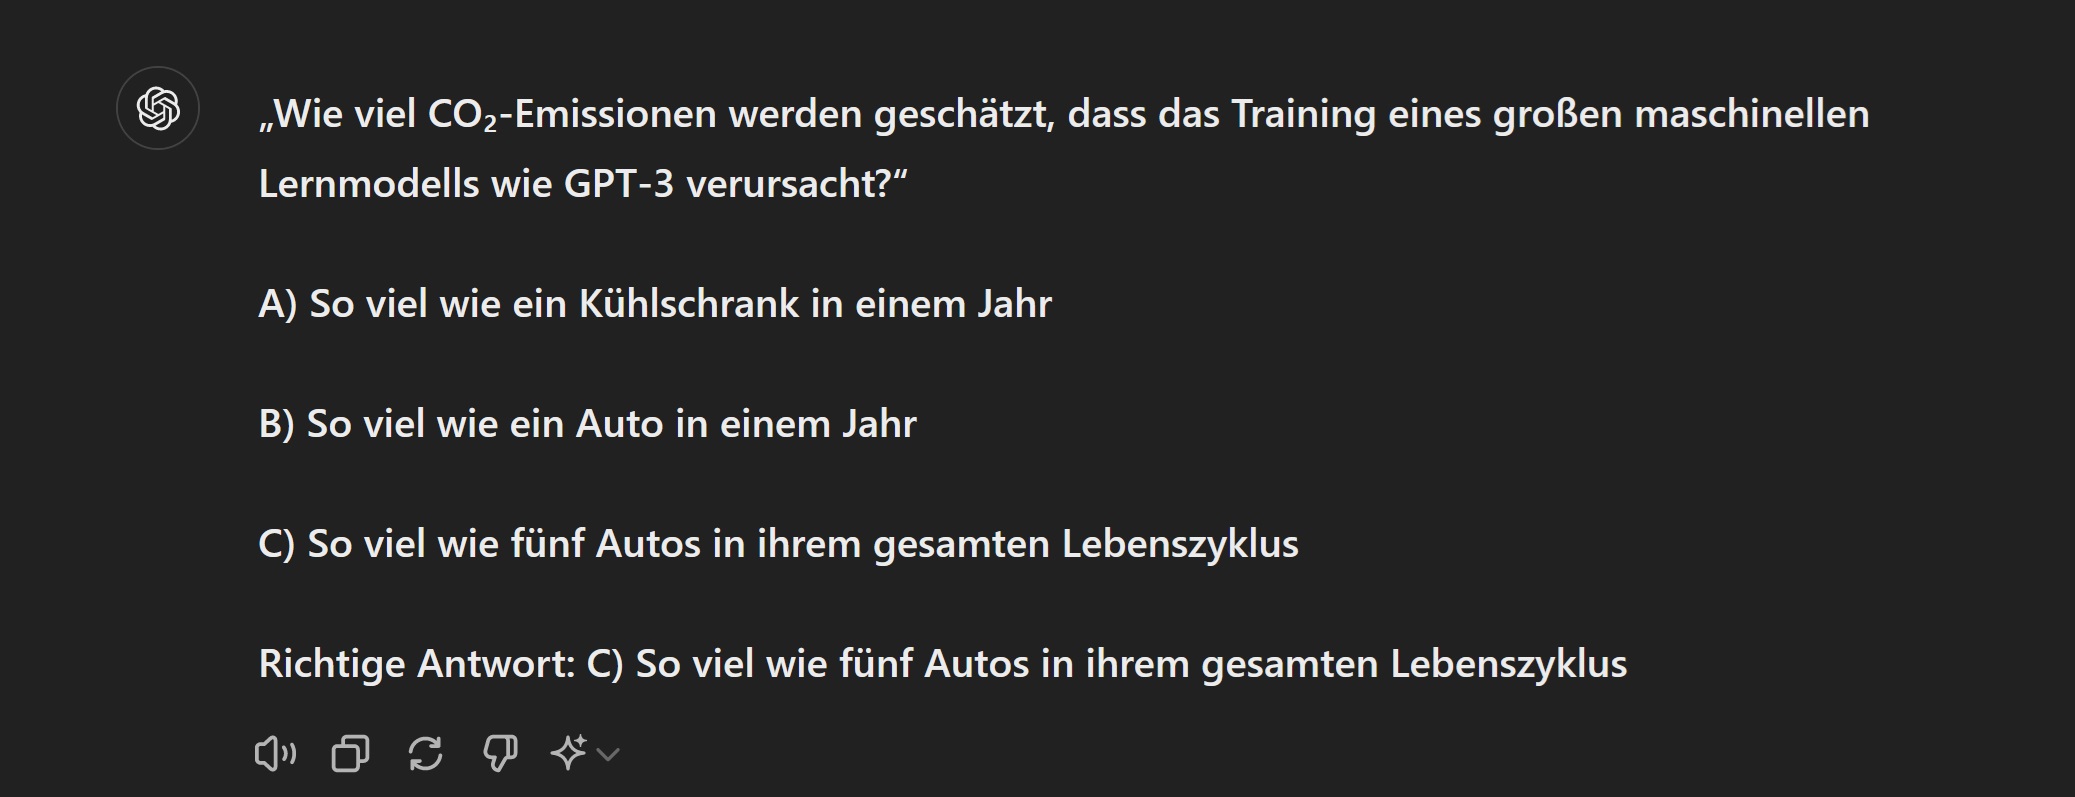 „Wie viel CO₂-Emissionen werden geschätzt, dass das Training eines großen maschinellen
Lernmodells wie GPT-3 verursacht?“
A) So viel wie ein Kühlschrank in einem Jahr
B) So viel wie ein Auto in einem Jahr
C) So viel wie fünf Autos in ihrem gesamten Lebenszyklus
Richtige Antwort: C) So viel wie fünf Autos in ihrem gesamten Lebenszyklus